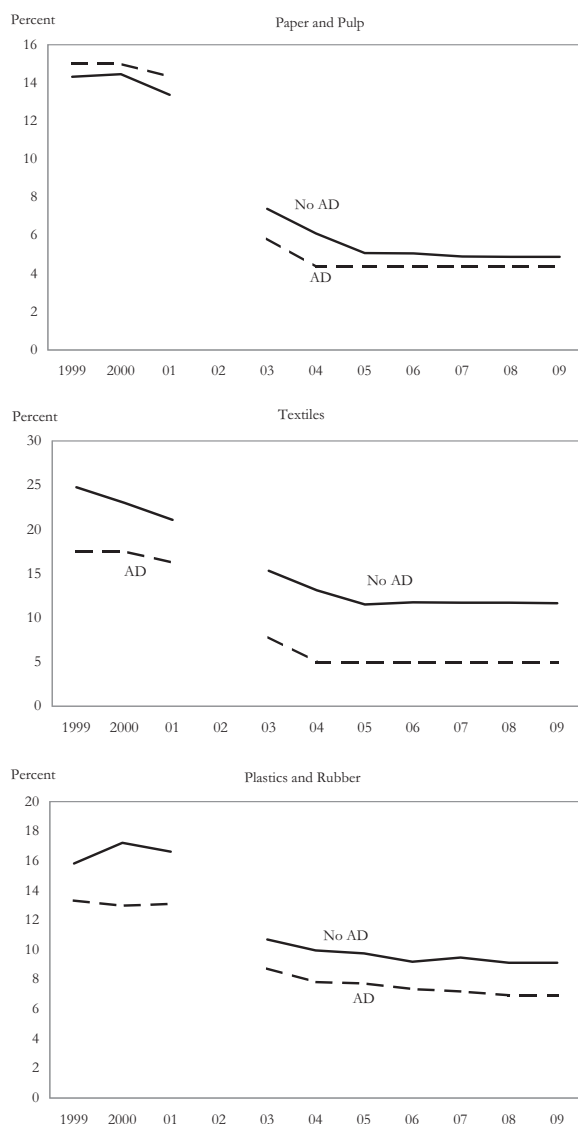 Percent Paper and Pulp
16
14
12
10
8
No AD
6
4
AD
2
0
1999 2000 01 02 03 04 05 06 07 08 09
Percent Textiles
30
25
20
AD
15
No AD
10
5
0
1999 2000 01 02 03 04 05 06 07 08 09
Percent Plastics and Rubber
20
18
16
14
12
No AD
10
8
AD
6
4
2
0
1999 2000 01 02 03 04 05 06 07 08 09